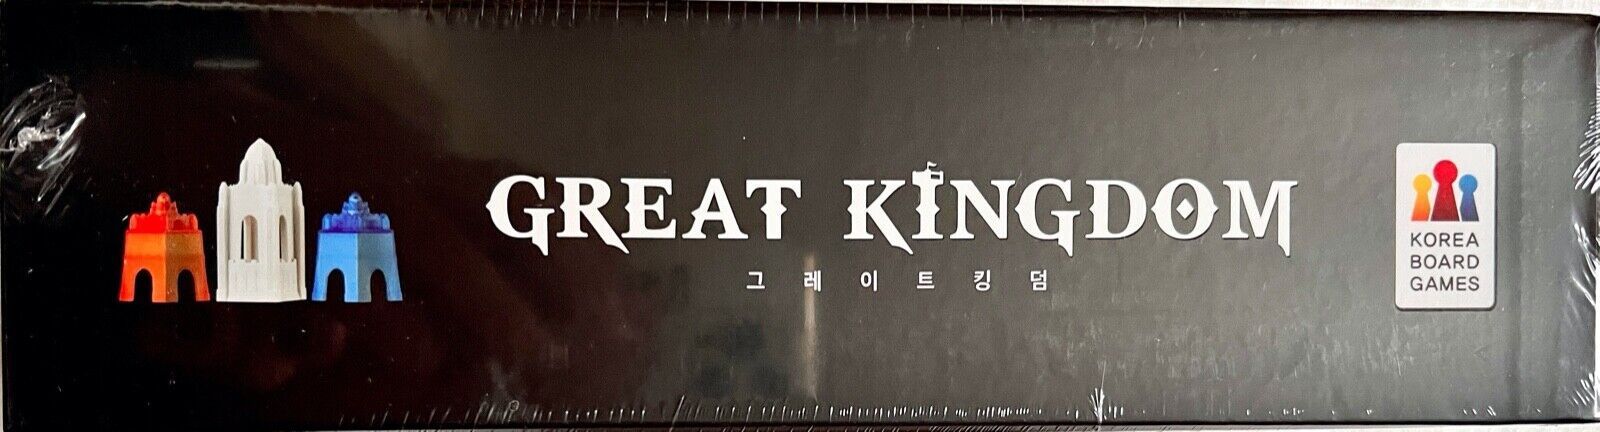 GREAT KINGDOM
그레이트킹덤
KOREA
BOARD
GAMES